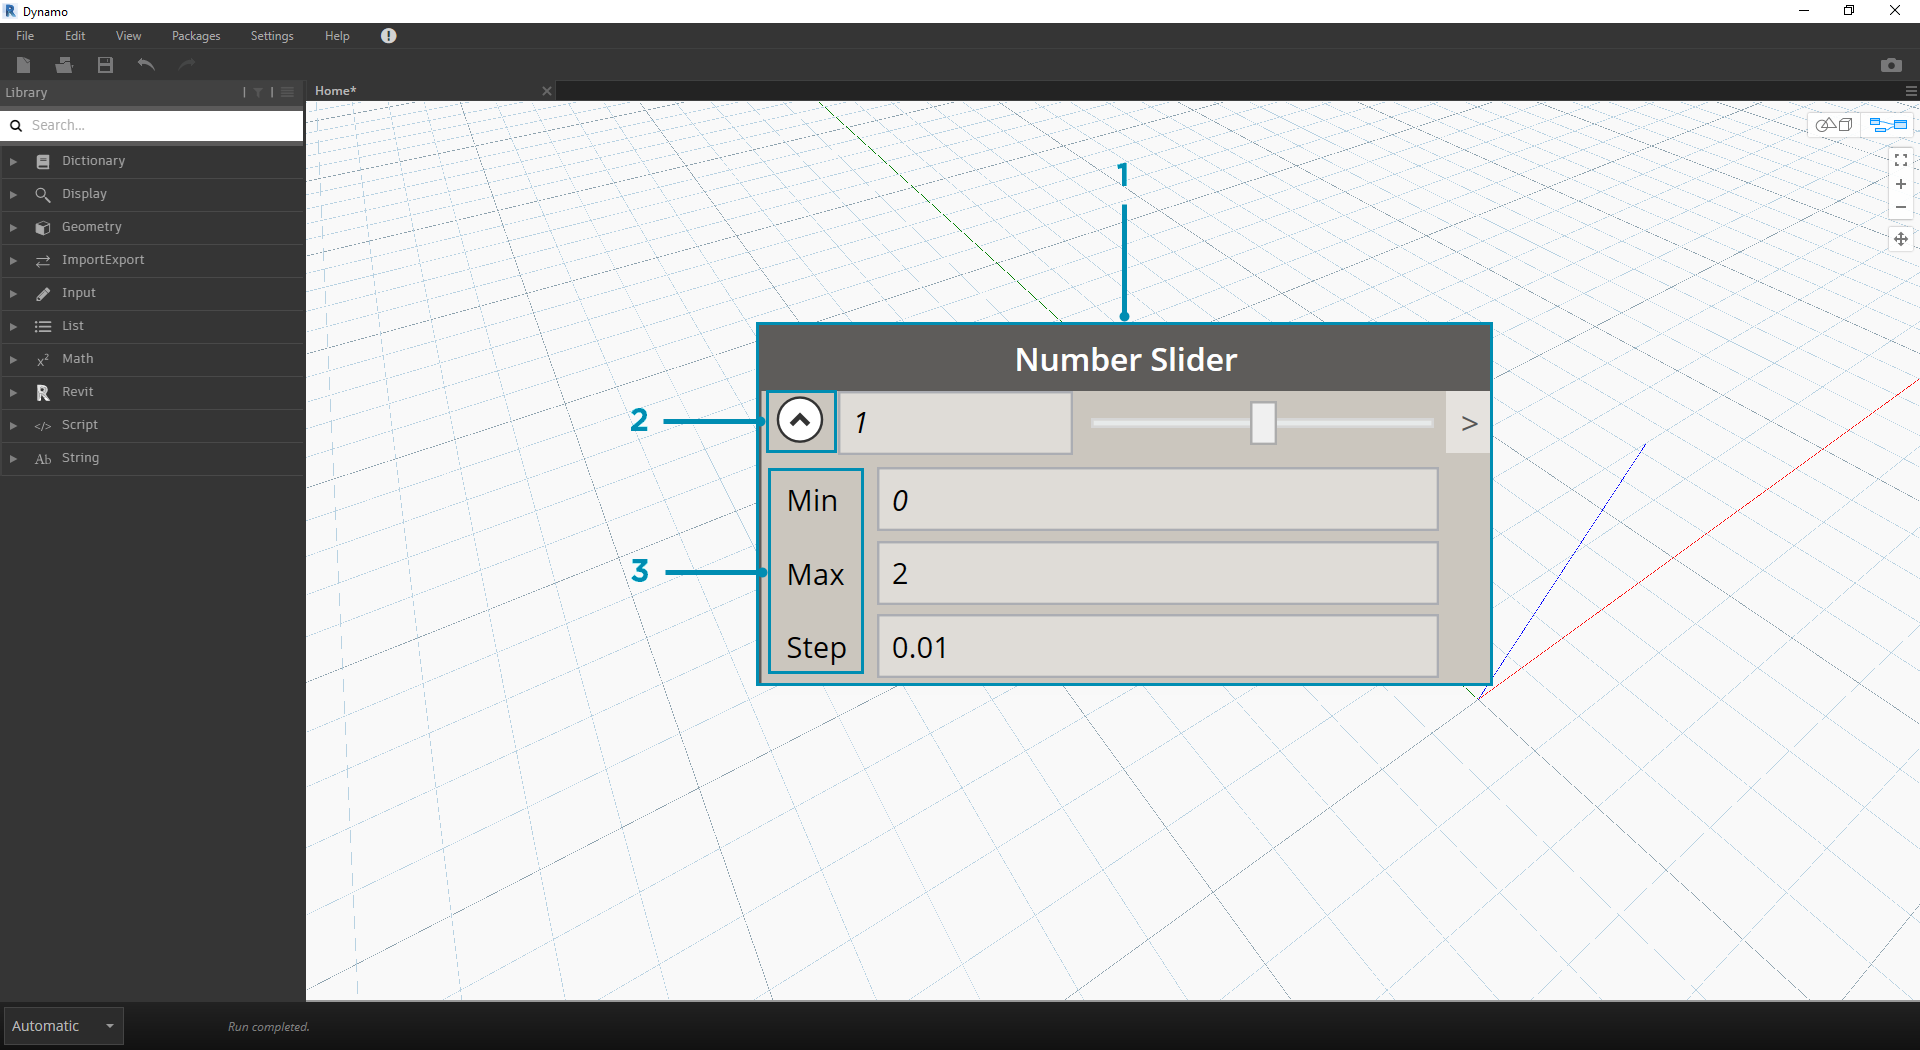 Dynamo
File Edit View Packages Settings Help
Library
Home*
Search...
Dictionary
Display
Geometry
ImportExport
Input
List
Math
Revit
Script
String
1
Number Slider
2
1
>
Min 0
3
Max 2
Step 0.01
Automatic
Run completed.